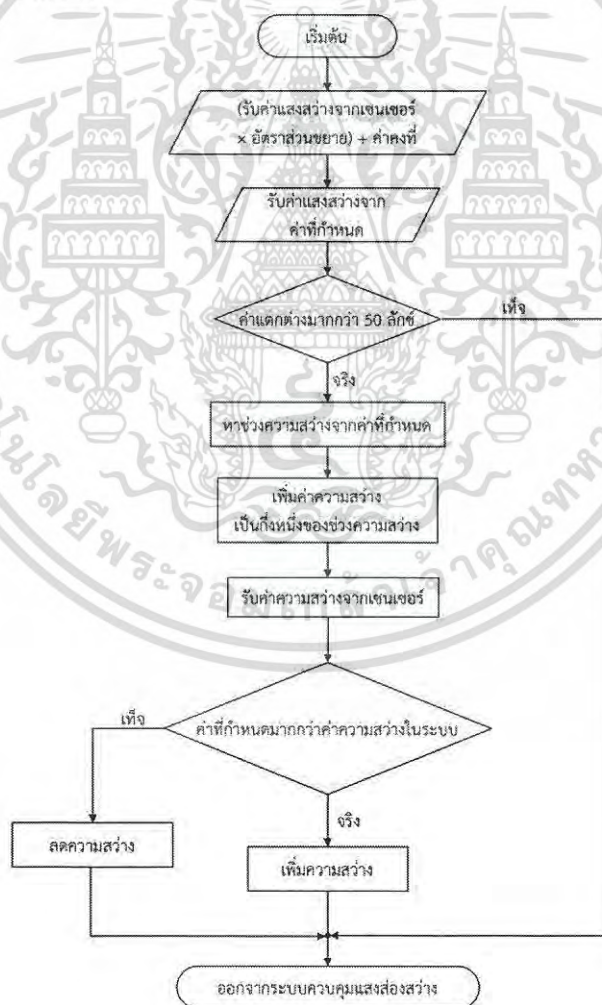 เริ่มต้น
(รับค่าแสงสว่างจากเซนเซอร์
× อัตราส่วนขยาย) + ค่าคงที่
รับค่าแสงสว่างจาก
ค่าที่กำหนด
ค่าแตกต่างมากกว่า 50 ลักซ์
เท็จ
จริง
หาช่วงความสว่างจากค่าที่กำหนด
เพิ่มค่าความสว่าง
เป็นกึ่งหนึ่งของช่วงความสว่าง
รับค่าความสว่างจากเซนเซอร์
ค่าที่กำหนดมากกว่าค่าความสว่างในระบบ
เท็จ
จริง
ลดความสว่าง
เพิ่มความสว่าง
ออกจากระบบควบคุมแสงส่องสว่าง